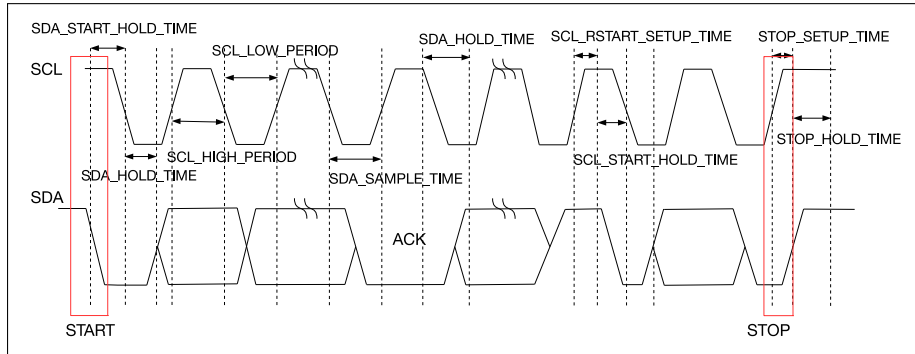 SDA_START_HOLD_TIME
SCL_LOW_PERIOD
SDA_HOLD_TIME
SCL_RSTART_SETUP_TIME
STOP_SETUP_TIME
SCL
SCL_HIGH_PERIOD
SDA_HOLD_TIME
SDA_SAMPLE_TIME
SCL_START_HOLD_TIME
STOP_HOLD_TIME
SDA
ACK
START
STOP